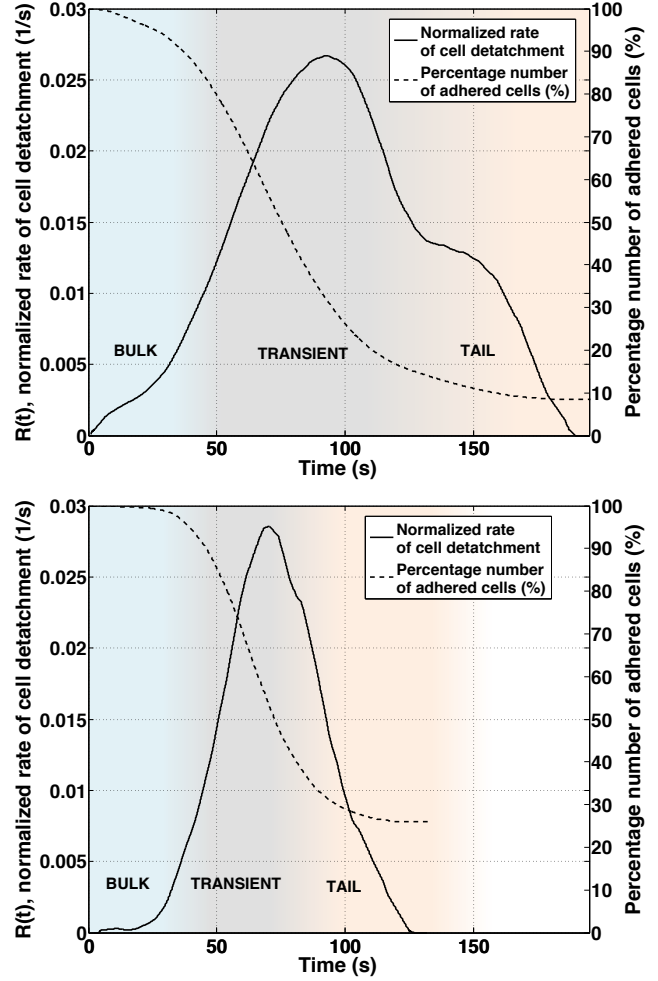 R(t), normalized rate of cell detatchment (1/s)
0.03
0.025
0.02
0.015
0.01
0.005
0
Normalized rate
of cell detatchment
Percentage number
of adhered cells (%)
BULK
TRANSIENT
TAIL
100
90
80
70
60
50
40
30
20
10
0
Percentage number of adhered cells (%)
0 50 100 150
Time (s)
R(t), normalized rate of cell detatchment (1/s)
0.03
0.025
0.02
0.015
0.01
0.005
0
Normalized rate
of cell detatchment
Percentage number
of adhered cells (%)
BULK TRANSIENT TAIL
100
90
80
70
60
50
40
30
20
10
0
Percentage number of adhered cells (%)
0 50 100 150
Time (s)